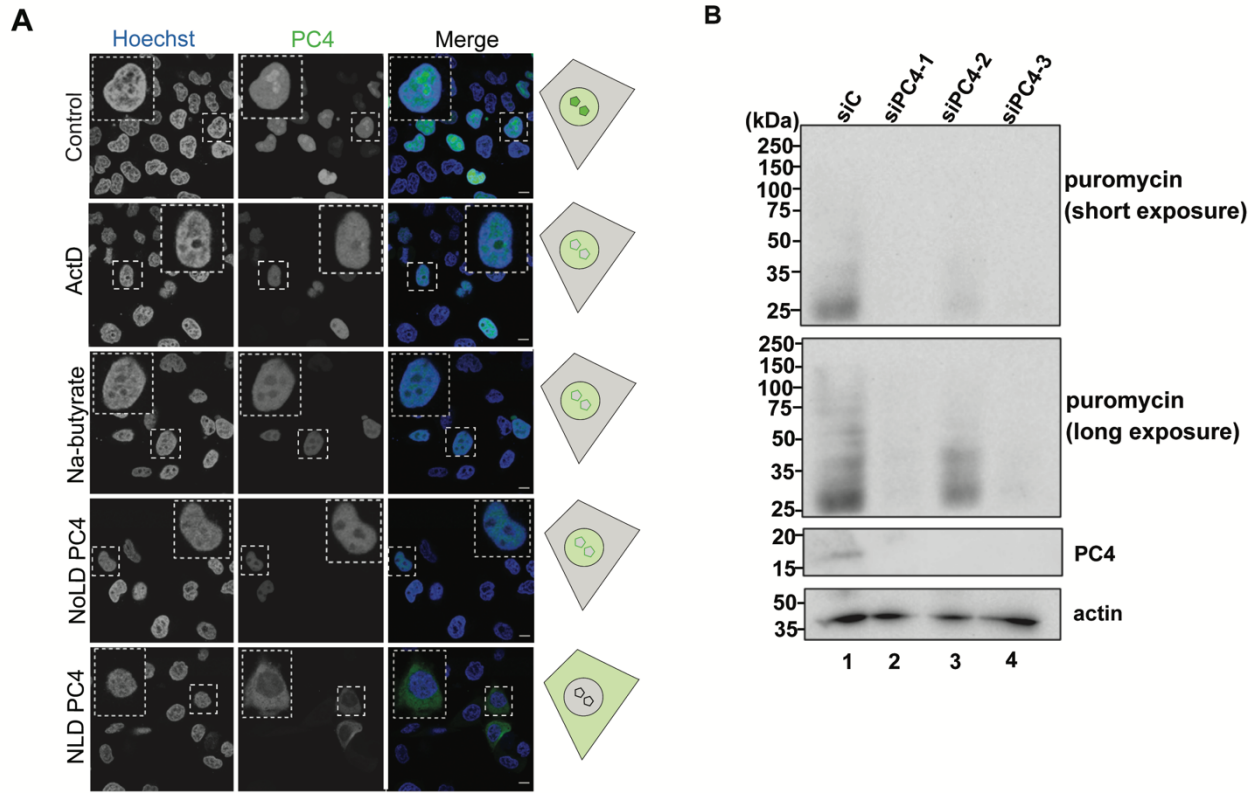 A
Hoechst
PC4
Merge
Control
ActD
Na-butyrate
NoLD PC4
NLD PC4
B
siC
siPC4-1
siPC4-2
siPC4-3
(kDa)
250
150
100
75
50
35
25
puromycin
(short exposure)
250
150
100
75
50
35
25
puromycin
(long exposure)
20
15
PC4
50
35
actin
1 2 3 4